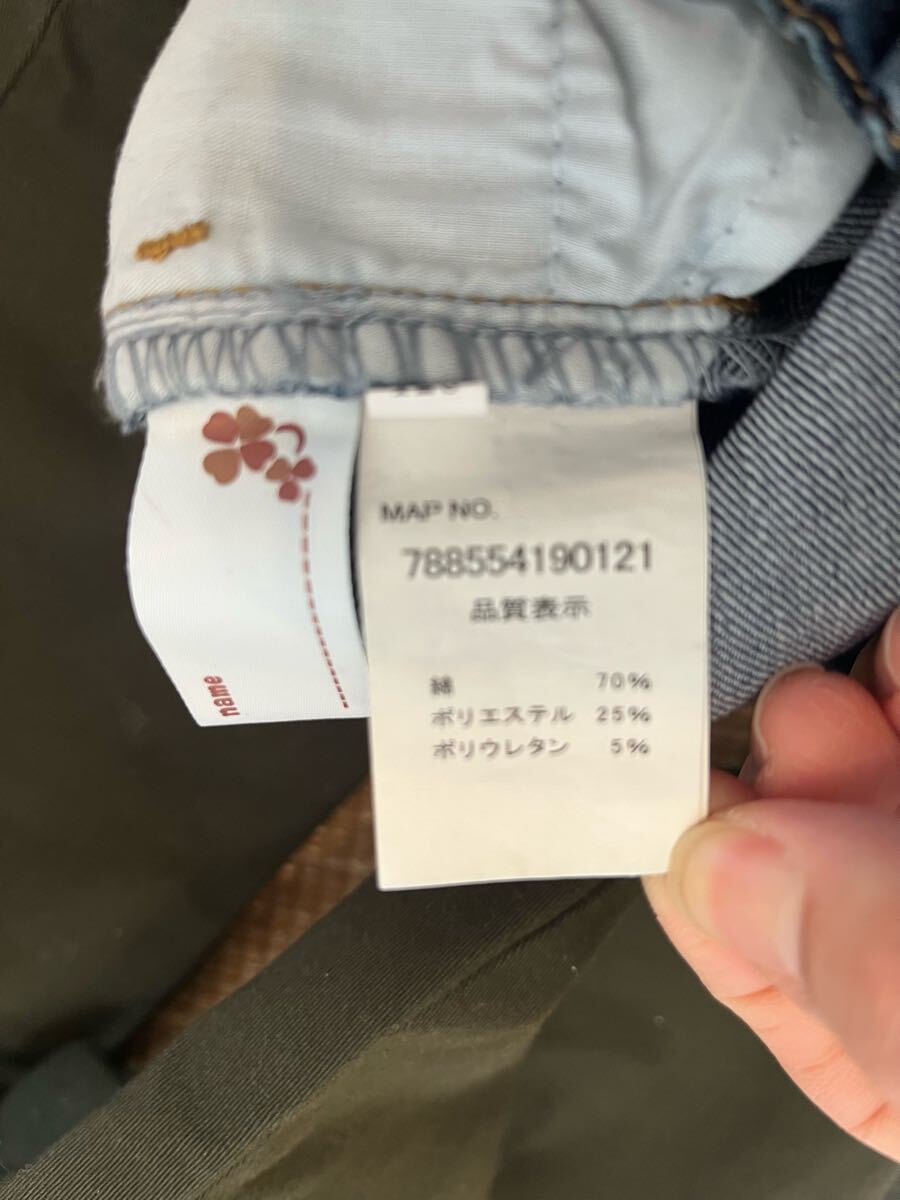 MAP NO.
788554190121
品質表示
綿 70%
ポリエステル 25%
ポリウレタン 5%
name